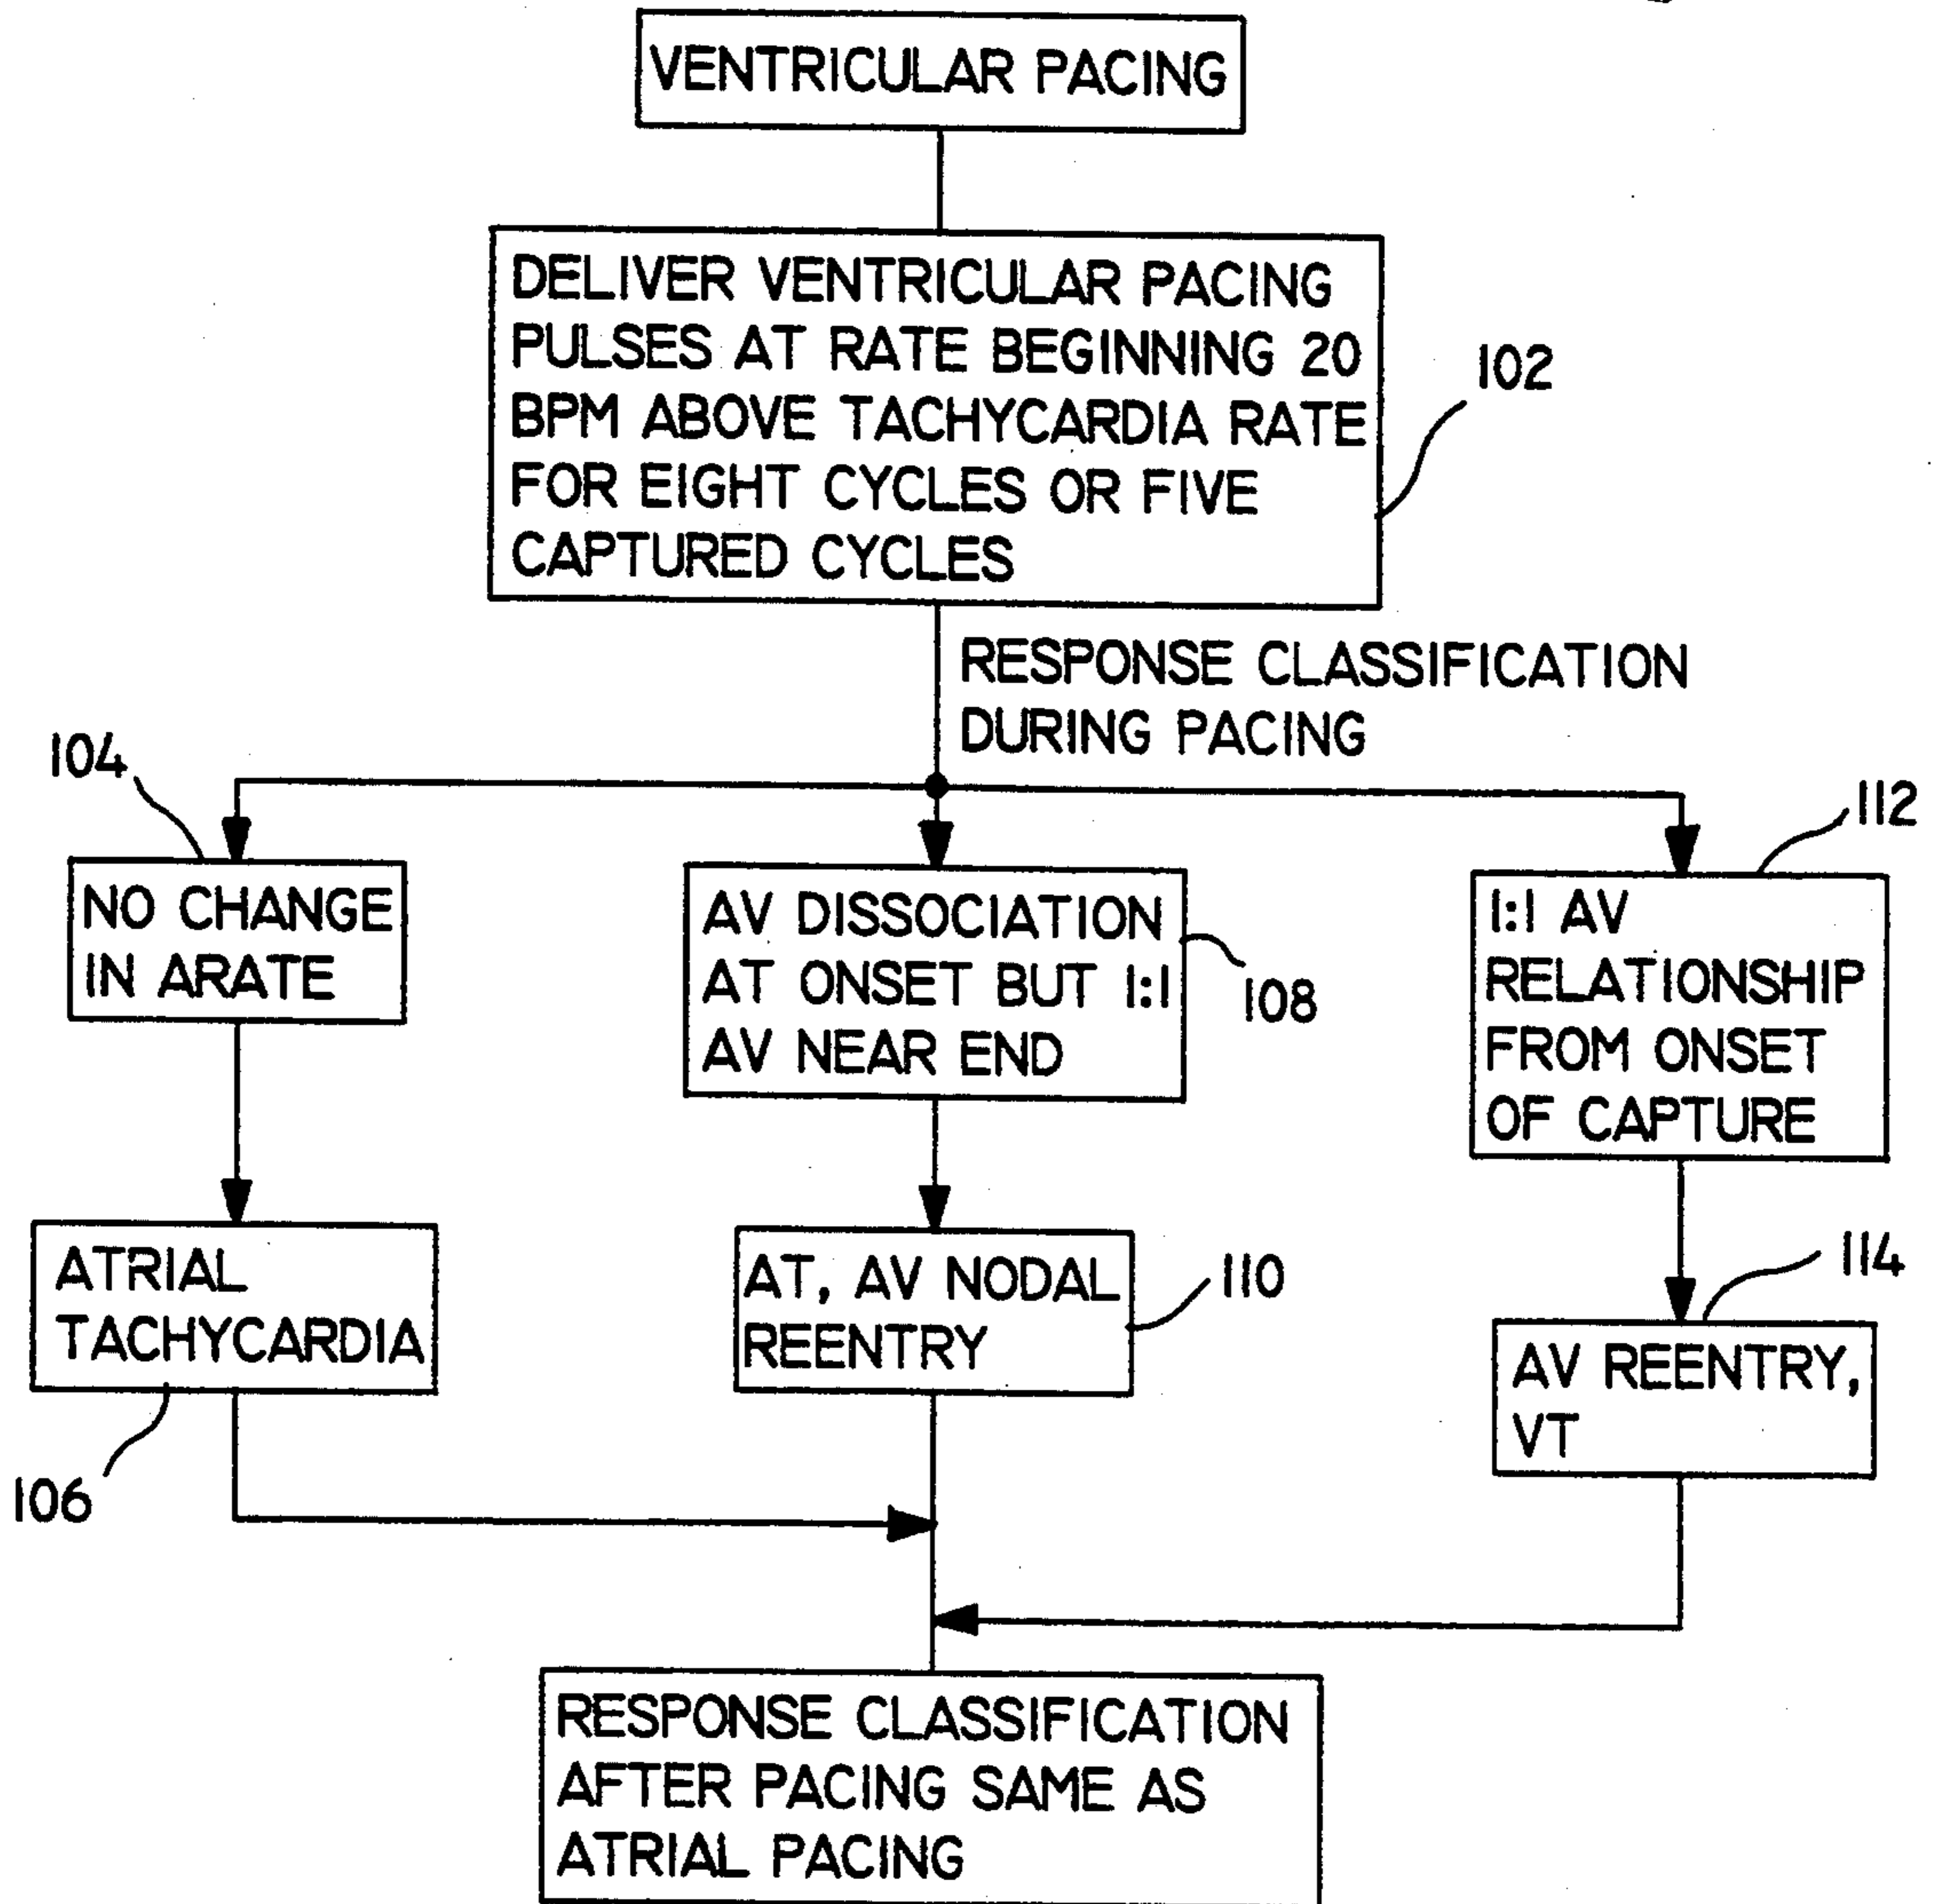 VENTRICULAR PACING
DELIVER VENTRICULAR PACING
PULSES AT RATE BEGINNING 20
BPM ABOVE TACHYCARDIA RATE
FOR EIGHT CYCLES OR FIVE
CAPTURED CYCLES
102
RESPONSE CLASSIFICATION
DURING PACING
104
NO CHANGE
IN ARATE
AV DISSOCIATION
AT ONSET BUT 1:1
AV NEAR END
108
112
1:1 AV
RELATIONSHIP
FROM ONSET
OF CAPTURE
ATRIAL
TACHYCARDIA
106
AT, AV NODAL
REENTRY
110
114
AV REENTRY,
VT
RESPONSE CLASSIFICATION
AFTER PACING SAME AS
ATRIAL PACING